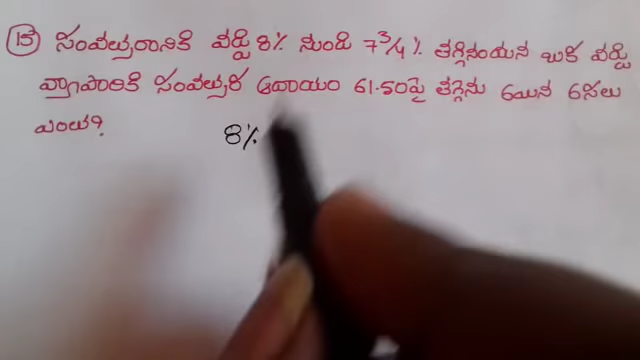 15 సంవత్సరానికి వడ్డి 8% నుండి 7 3/4 % తగ్గినందున ఒక వడ్డి
వ్యాపారికి సంవత్సర ఆదాయం 61.50పై తగ్గెను అయిన అసలు
ఎంత?
8%